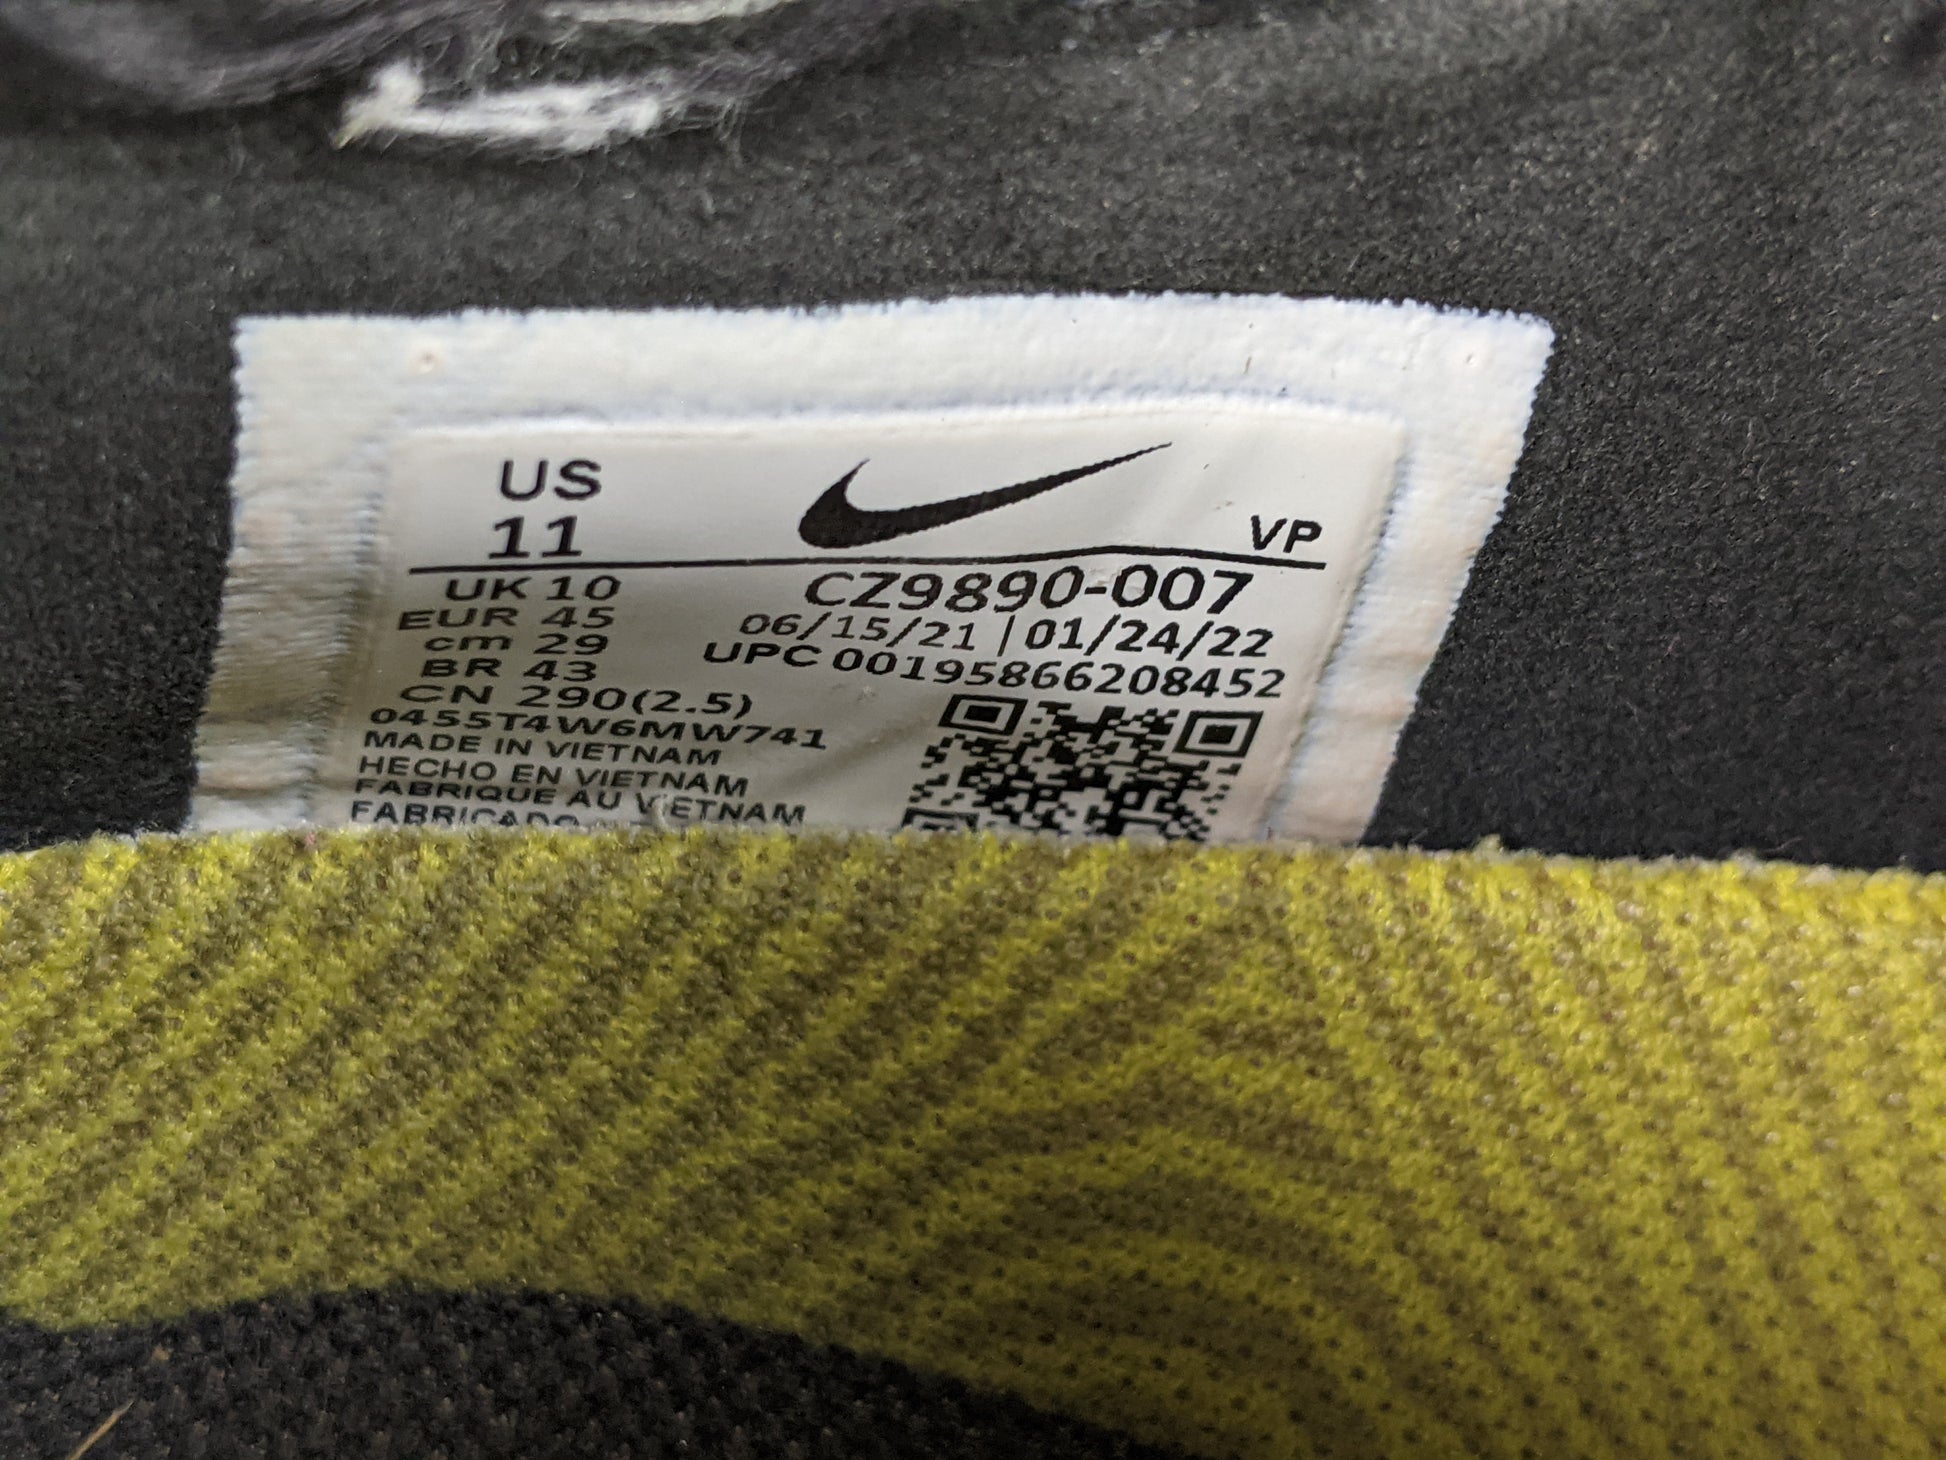 US
11
VP
UK 10
EUR 45
cm 29
BR 43
CN 290(2.5)
CZ9890-007
06/15/21 | 01/24/22
UPC 00195866208452
0455T4W6MW741
MADE IN VIETNAM
HECHO EN VIETNAM
FABRIQUE AU VIETNAM
FABRICADO